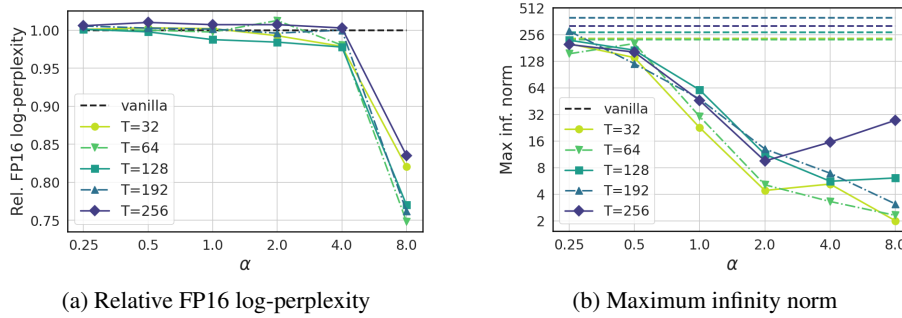 Rel. FP16 log-perplexity
1.00
0.95
0.90
0.85
0.80
0.75
vanilla
T=32
T=64
T=128
T=192
T=256
0.25 0.5 1.0 2.0 4.0 8.0
α
(a) Relative FP16 log-perplexity
Max inf. norm
512
256
128
64
32
16
8
4
2
vanilla
T=32
T=64
T=128
T=192
T=256
0.25 0.5 1.0 2.0 4.0 8.0
α
(b) Maximum infinity norm